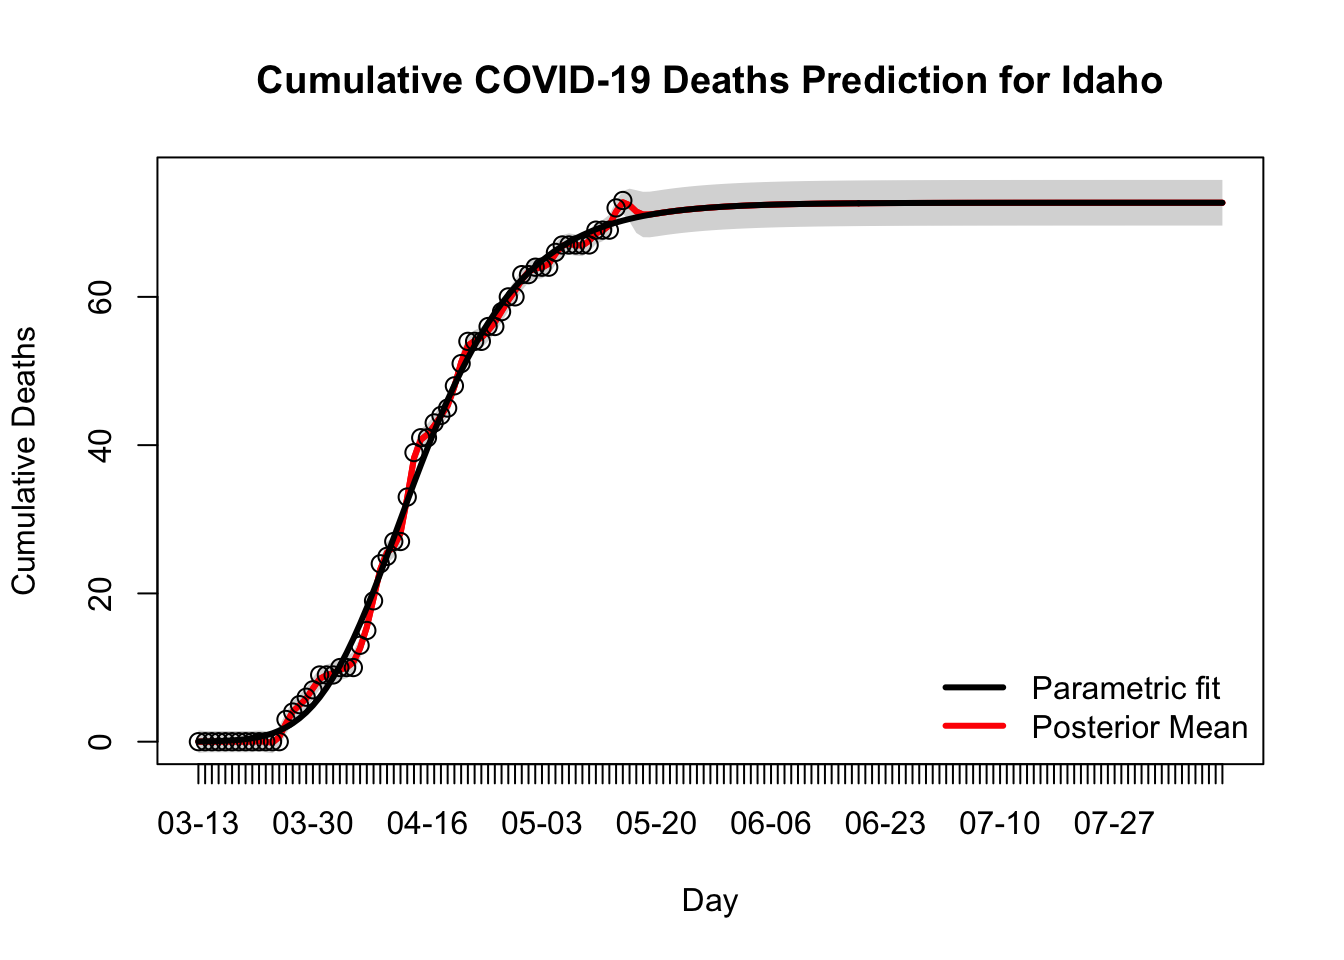 Cumulative COVID-19 Deaths Prediction for Idaho
Cumulative Deaths
60
40
20
0
Parametric fit
Posterior Mean
03-13 03-30 04-16 05-03 05-20 06-06 06-23 07-10 07-27
Day